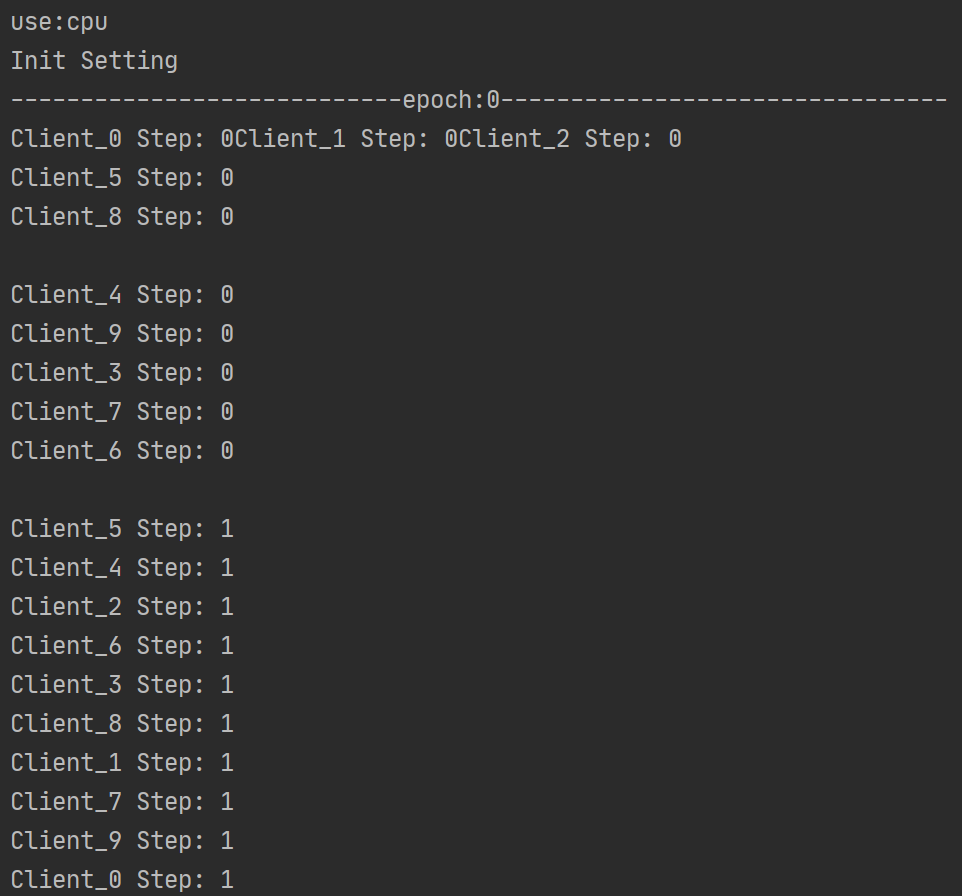 use:cpu
Init Setting
----------------------------epoch:0--------------------------------
Client_0 Step: 0Client_1 Step: 0Client_2 Step: 0
Client_5 Step: 0
Client_8 Step: 0

Client_4 Step: 0
Client_9 Step: 0
Client_3 Step: 0
Client_7 Step: 0
Client_6 Step: 0

Client_5 Step: 1
Client_4 Step: 1
Client_2 Step: 1
Client_6 Step: 1
Client_3 Step: 1
Client_8 Step: 1
Client_1 Step: 1
Client_7 Step: 1
Client_9 Step: 1
Client_0 Step: 1